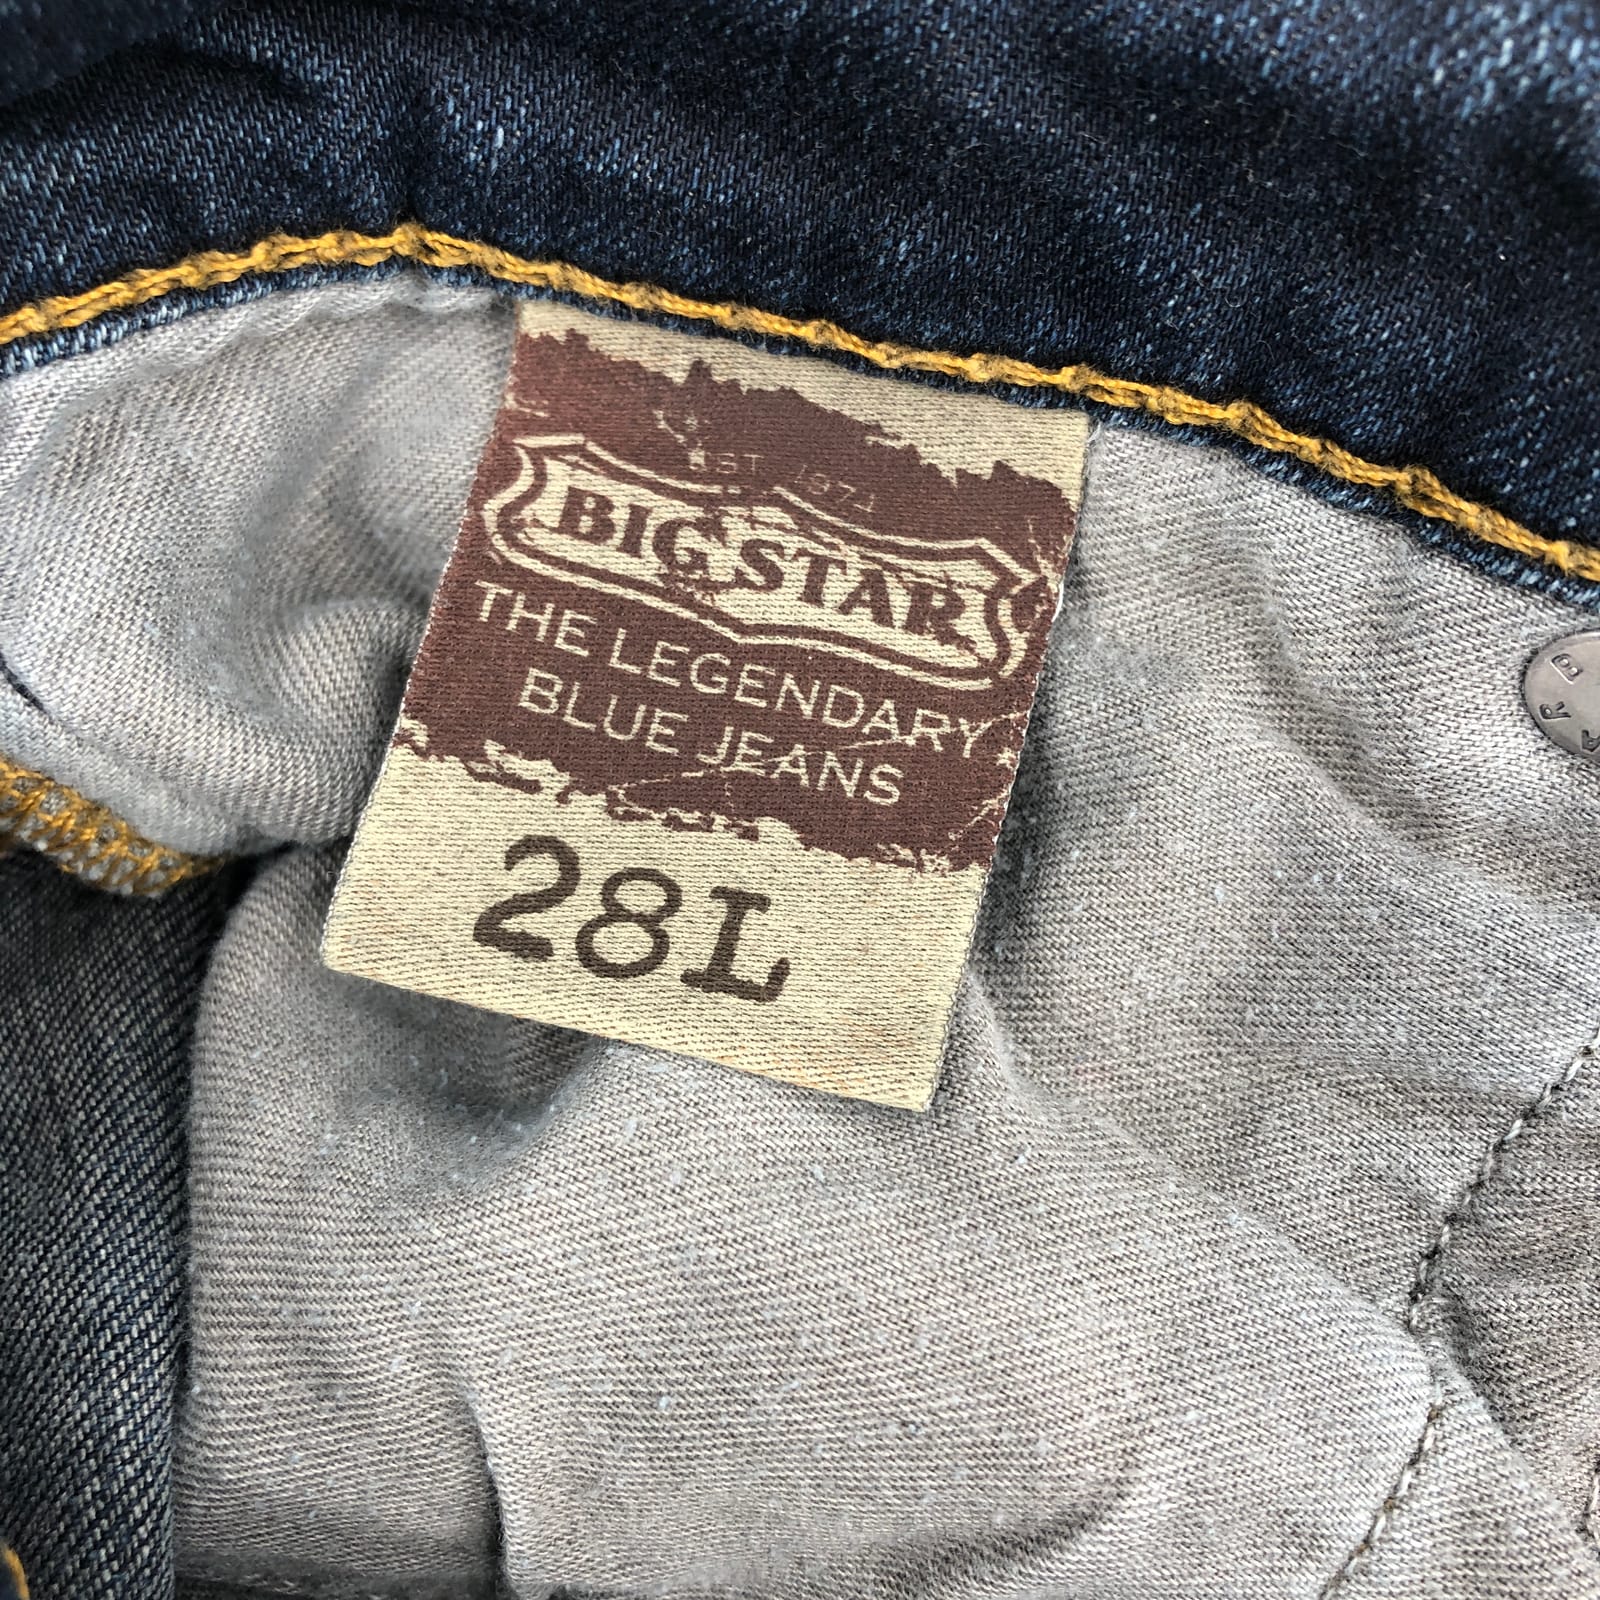 EST 1974
BIG STAR
THE LEGENDARY
BLUE JEANS
28L